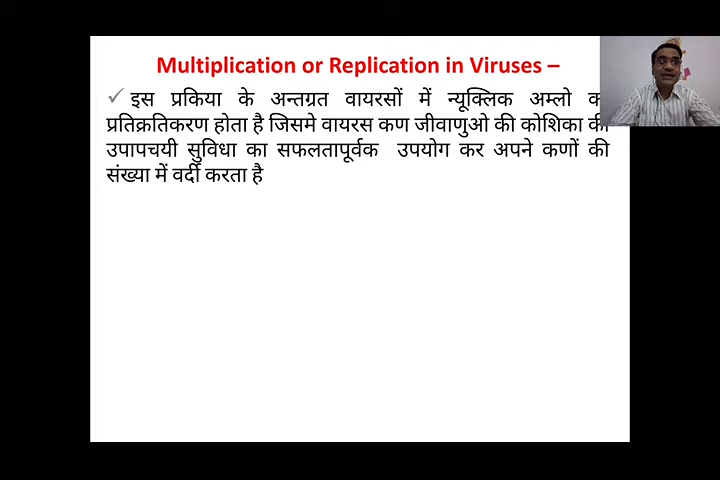 Multiplication or Replication in Viruses –
✓ इस प्रकिया के अन्तग्रत वायरसों में न्यूक्लिक अम्लो का
प्रतिक्रतिकरण होता है जिसमे वायरस कण जीवाणुओ की कोशिका की
उपापचयी सुविधा का सफलतापूर्वक उपयोग कर अपने कणों की
संख्या में वर्दी करता है